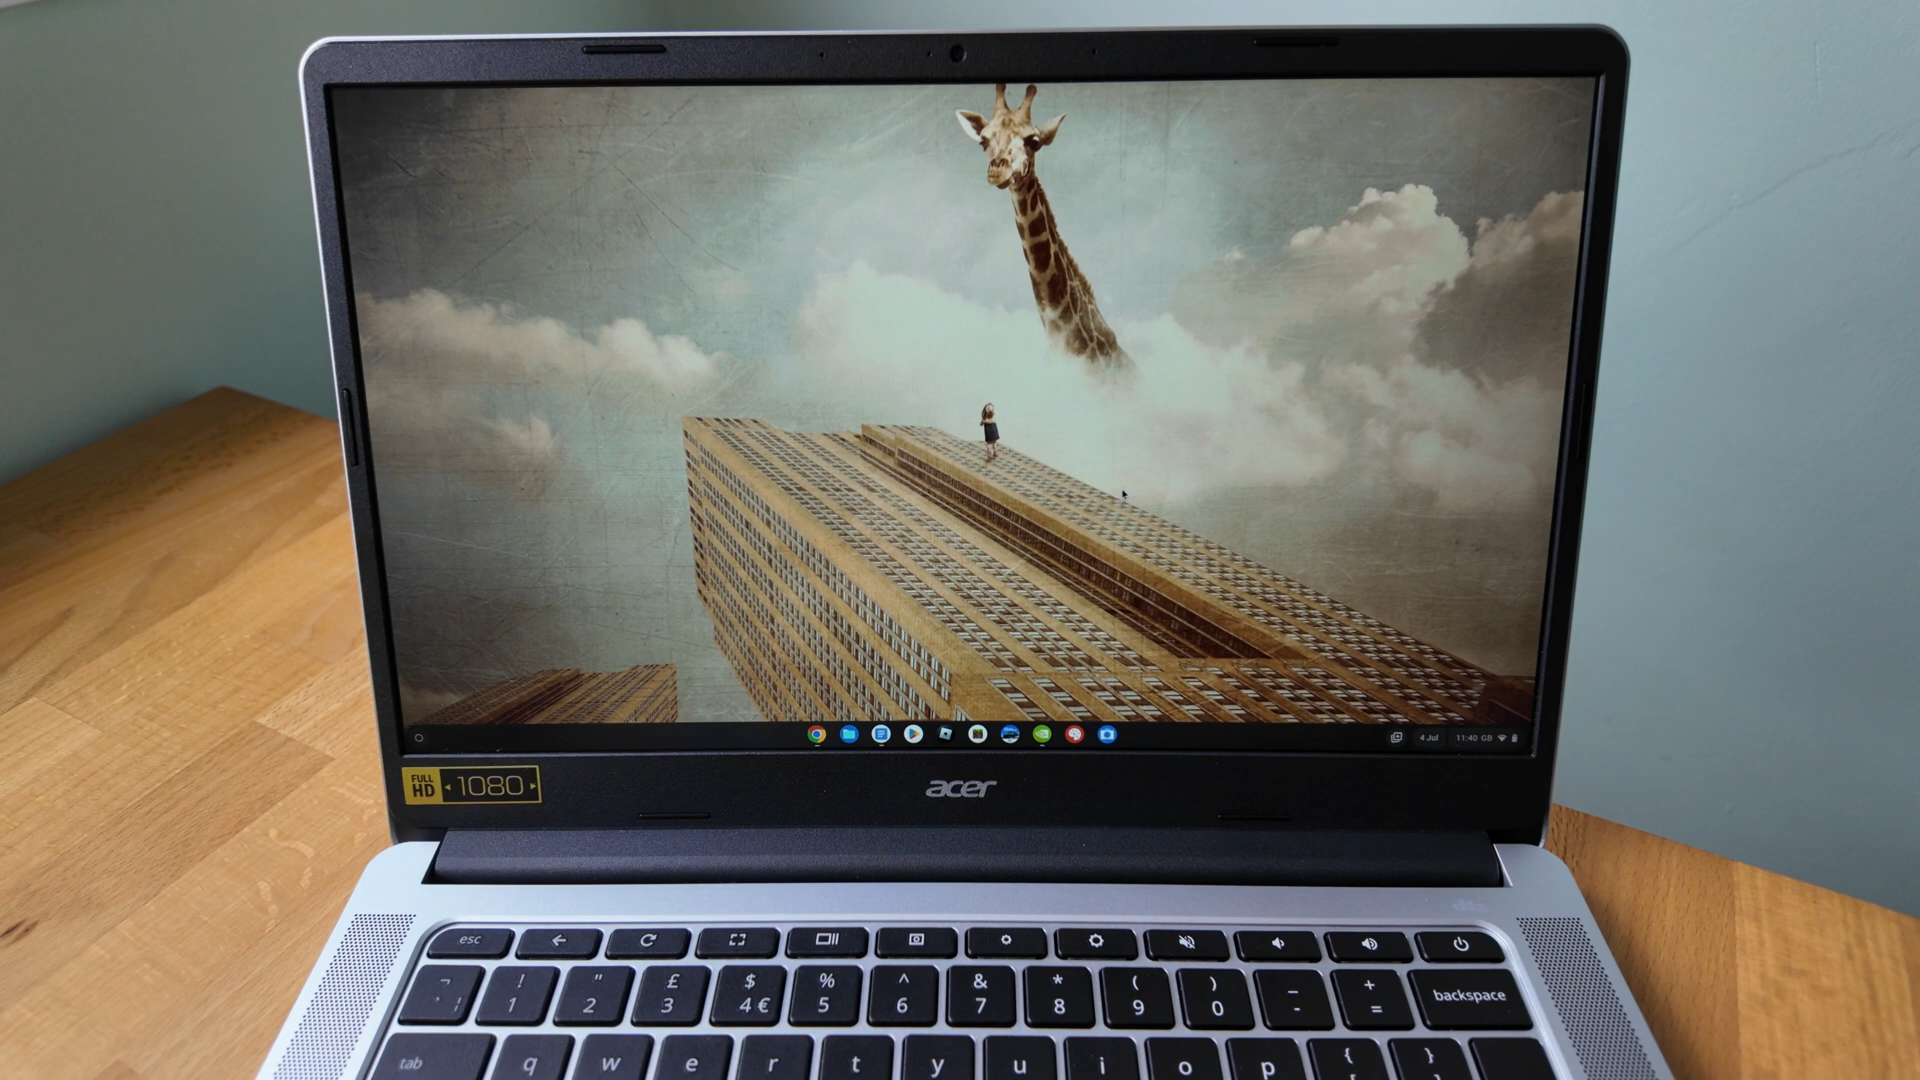 4 Jul 11:40 GB
FULL HD 1080
acer
dts
esc
! " £ $ % ^ & * ( ) _ +
1 2 3 4 € 5 6 7 8 9 0 - = backspace
tab q w e r t y u i o p { }